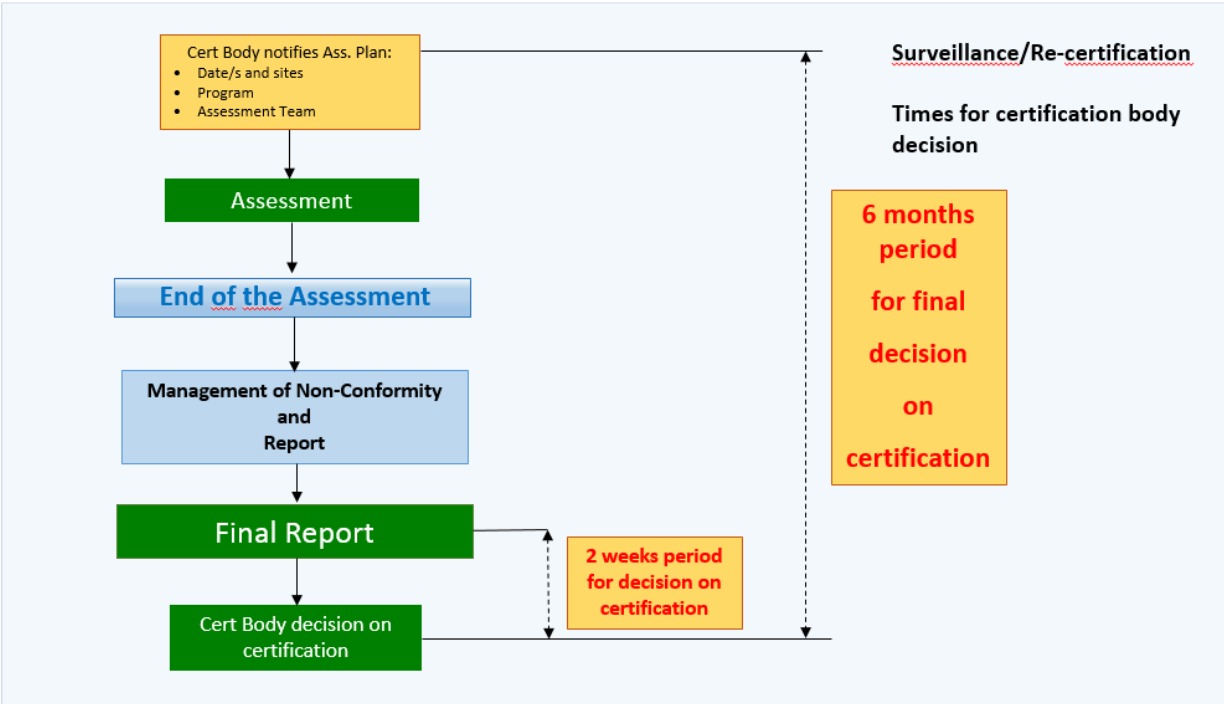 Cert Body notifies Ass. Plan:
• Date/s and sites
• Program
• Assessment Team
Surveillance/Re-certification
Times for certification body
decision
Assessment
6 months
period
for final
decision
on
certification
End of the Assessment
Management of Non-Conformity
and
Report
Final Report
2 weeks period
for decision on
certification
Cert Body decision on
certification